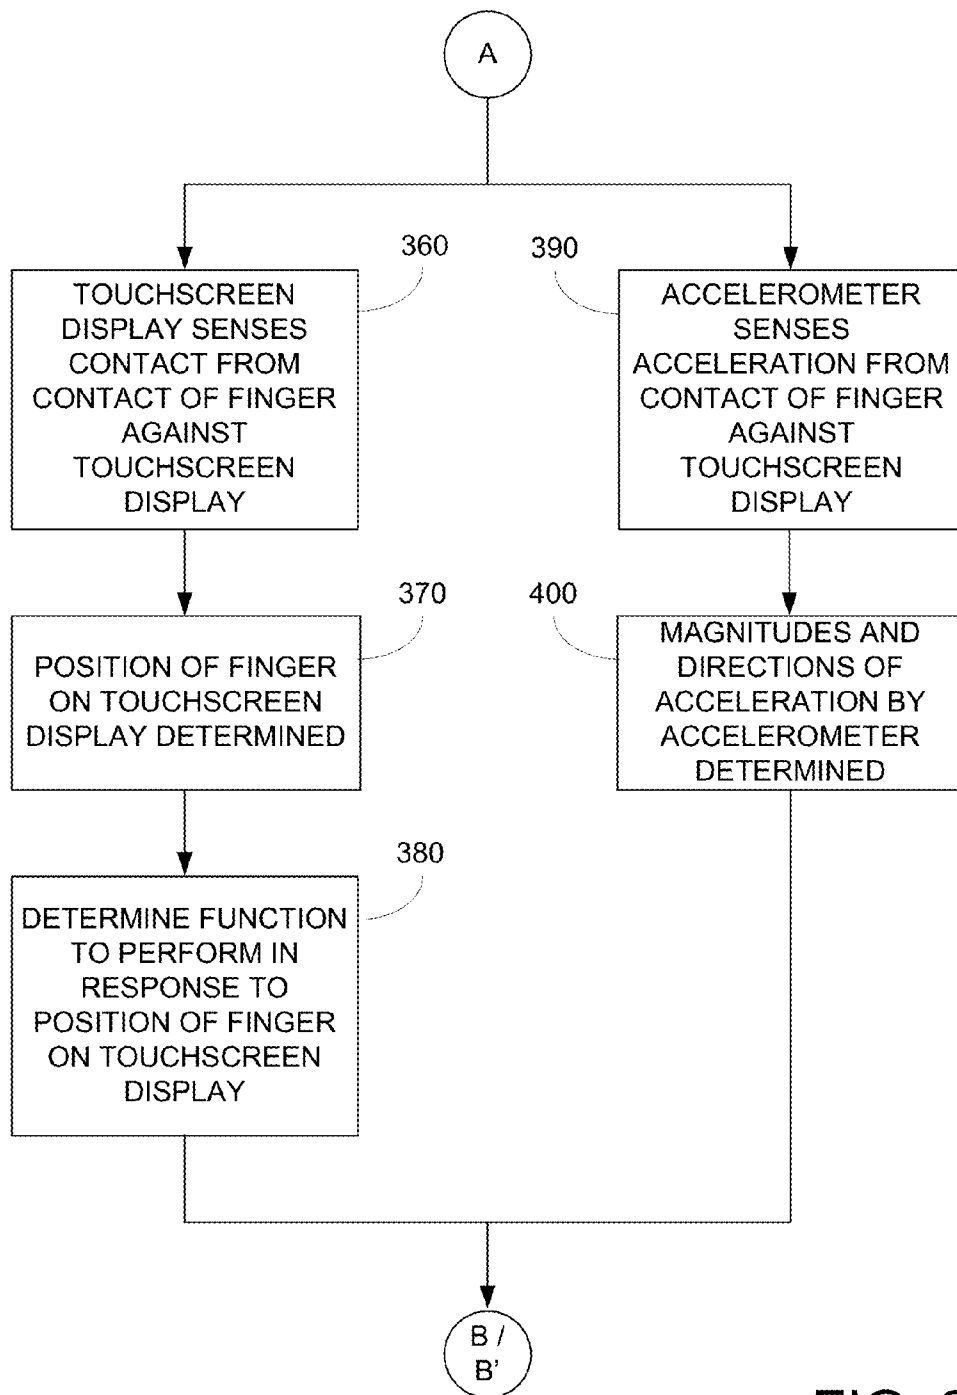 A
360
390
TOUCHSCREEN
DISPLAY SENSES
CONTACT FROM
CONTACT OF FINGER
AGAINST
TOUCHSCREEN
DISPLAY
ACCELEROMETER
SENSES
ACCELERATION FROM
CONTACT OF FINGER
AGAINST
TOUCHSCREEN
DISPLAY
370
400
POSITION OF FINGER
ON TOUCHSCREEN
DISPLAY DETERMINED
MAGNITUDES AND
DIRECTIONS OF
ACCELERATION BY
ACCELEROMETER
DETERMINED
380
DETERMINE FUNCTION
TO PERFORM IN
RESPONSE TO
POSITION OF FINGER
ON TOUCHSCREEN
DISPLAY
B /
B'